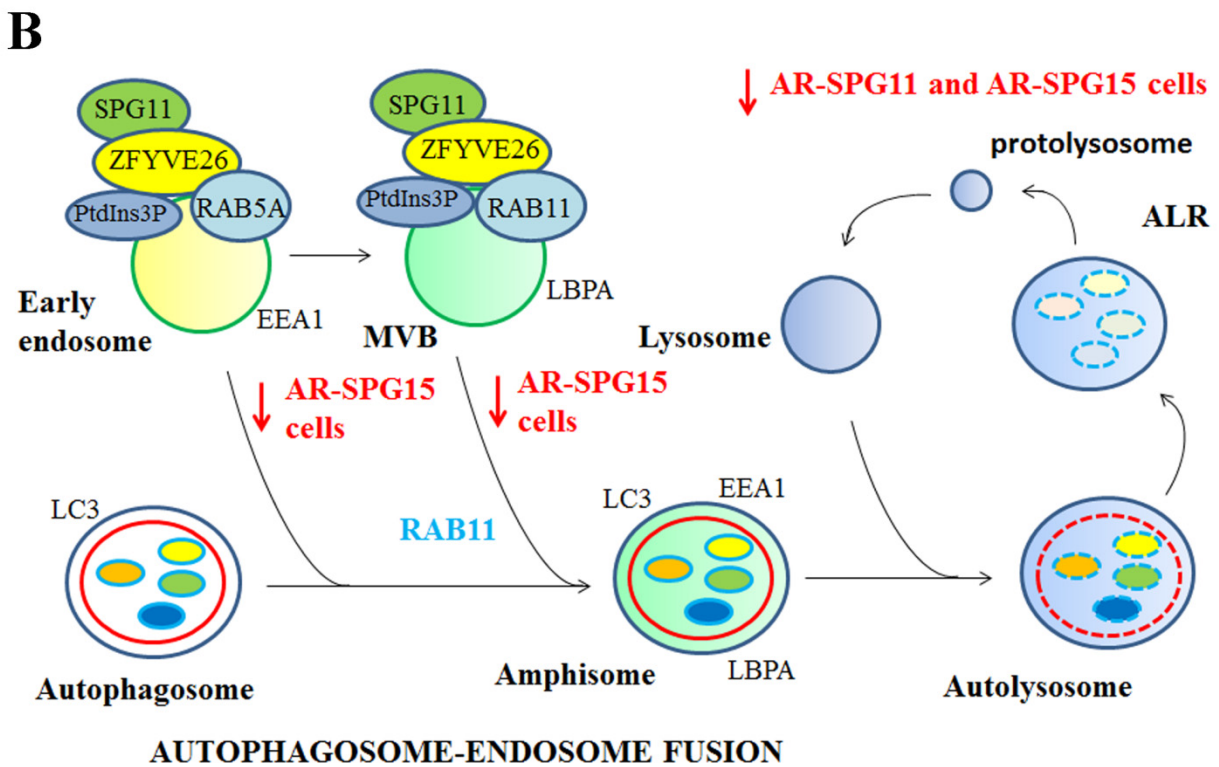 B
SPG11
ZFYVE26
PtdIns3P
RAB5A
EEA1
Early
endosome
SPG11
ZFYVE26
PtdIns3P
RAB11
LBPA
MVB
AR-SPG11 and AR-SPG15 cells
protolysosome
ALR
Lysosome
AR-SPG15
cells
AR-SPG15
cells
LC3
RAB11
LC3
EEA1
LBPA
Autophagosome
Amphisome
Autolysosome
AUTOPHAGOSOME-ENDOSOME FUSION